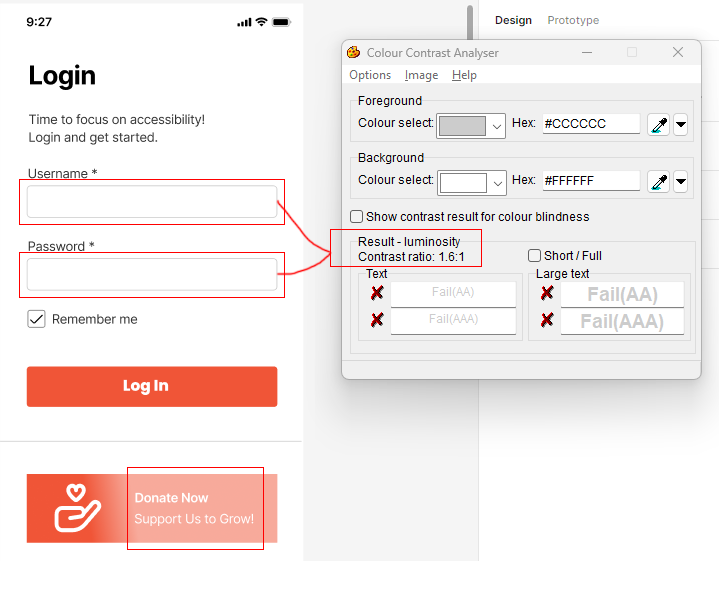 9:27
Login
Time to focus on accessibility!
Login and get started.
Username *
Password *
Remember me
Log In
Donate Now
Support Us to Grow!
Design Prototype
Colour Contrast Analyser
Options Image Help
Foreground
Colour select: Hex: #CCCCCC
Background
Colour select: Hex: #FFFFFF
Show contrast result for colour blindness
Result - luminosity
Contrast ratio: 1.6:1
Short / Full
Text
Fail(AA)
Fail(AAA)
Large text
Fail(AA)
Fail(AAA)